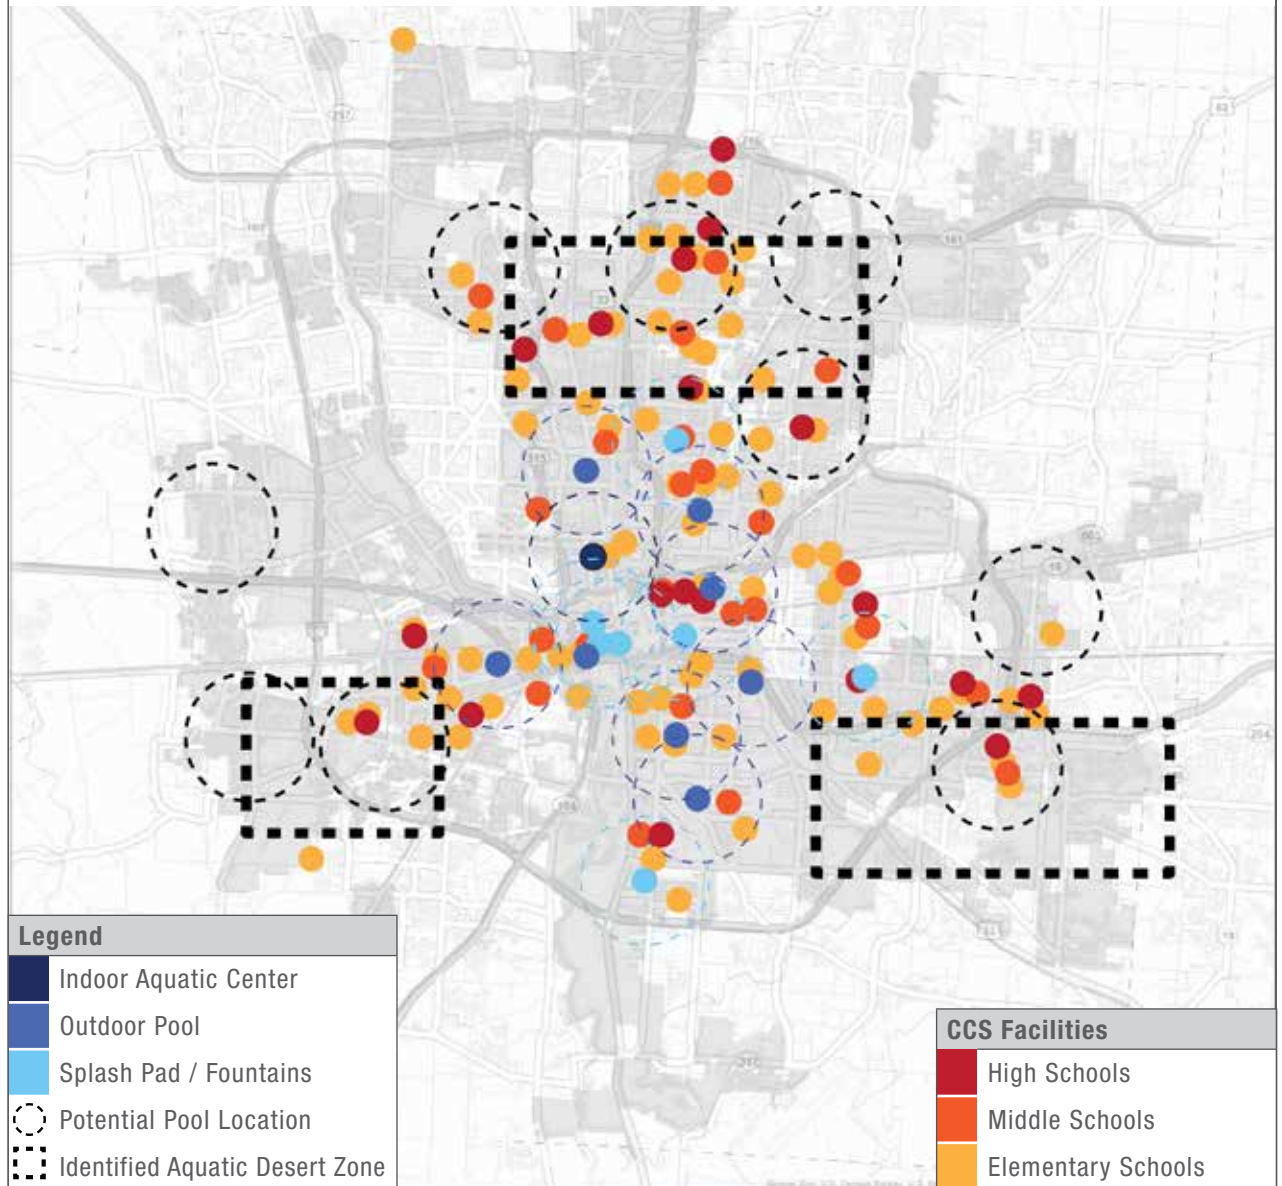 Legend
Indoor Aquatic Center
Outdoor Pool
Splash Pad / Fountains
Potential Pool Location
Identified Aquatic Desert Zone
CCS Facilities
High Schools
Middle Schools
Elementary Schools